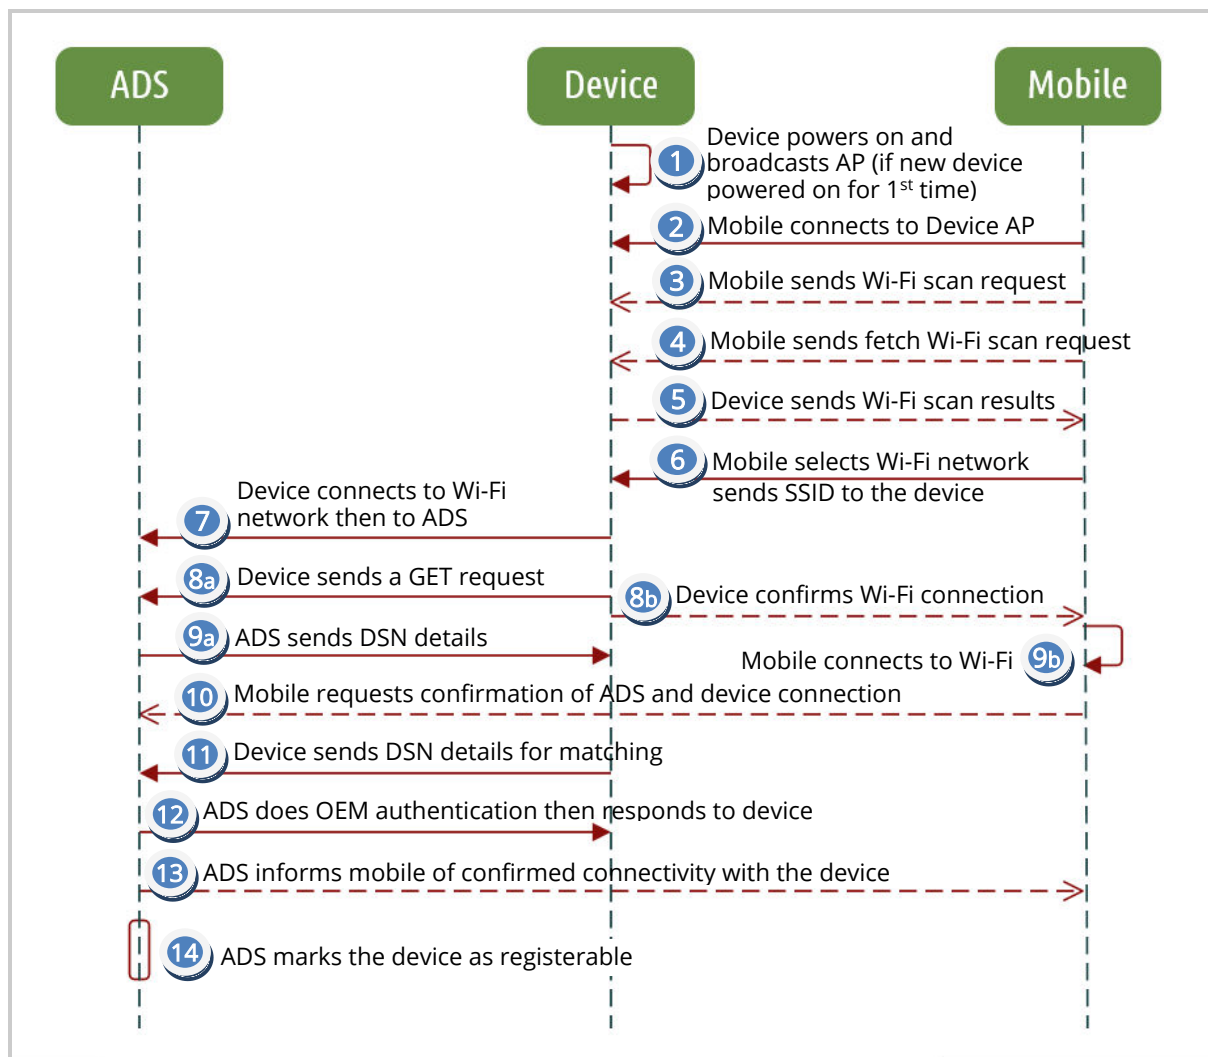 ADS
Device
Mobile
1
Device powers on and
broadcasts AP (if new device
powered on for 1st time)
2
Mobile connects to Device AP
3
Mobile sends Wi-Fi scan request
4
Mobile sends fetch Wi-Fi scan request
5
Device sends Wi-Fi scan results
6
Mobile selects Wi-Fi network
sends SSID to the device
7
Device connects to Wi-Fi
network then to ADS
8a
Device sends a GET request
8b
Device confirms Wi-Fi connection
9a
ADS sends DSN details
Mobile connects to Wi-Fi
9b
10
Mobile requests confirmation of ADS and device connection
11
Device sends DSN details for matching
12
ADS does OEM authentication then responds to device
13
ADS informs mobile of confirmed connectivity with the device
14
ADS marks the device as registerable